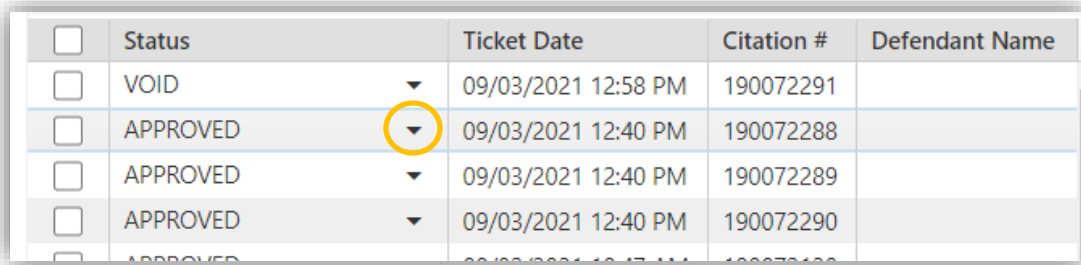 Status Ticket Date Citation # Defendant Name
VOID 09/03/2021 12:58 PM 190072291
APPROVED 09/03/2021 12:40 PM 190072288
APPROVED 09/03/2021 12:40 PM 190072289
APPROVED 09/03/2021 12:40 PM 190072290